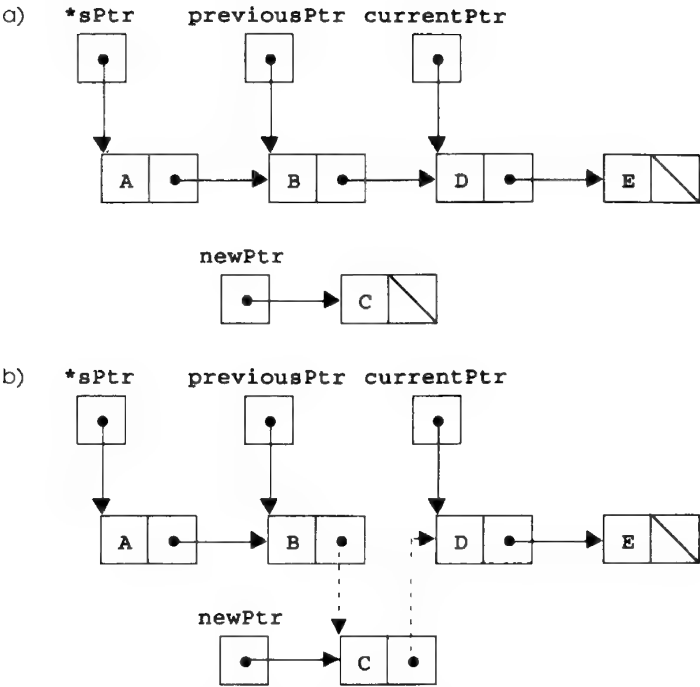 a) *sPtr previousPtr currentPtr
A B D E
newPtr
C
b) *sPtr previousPtr currentPtr
A B D E
newPtr
C